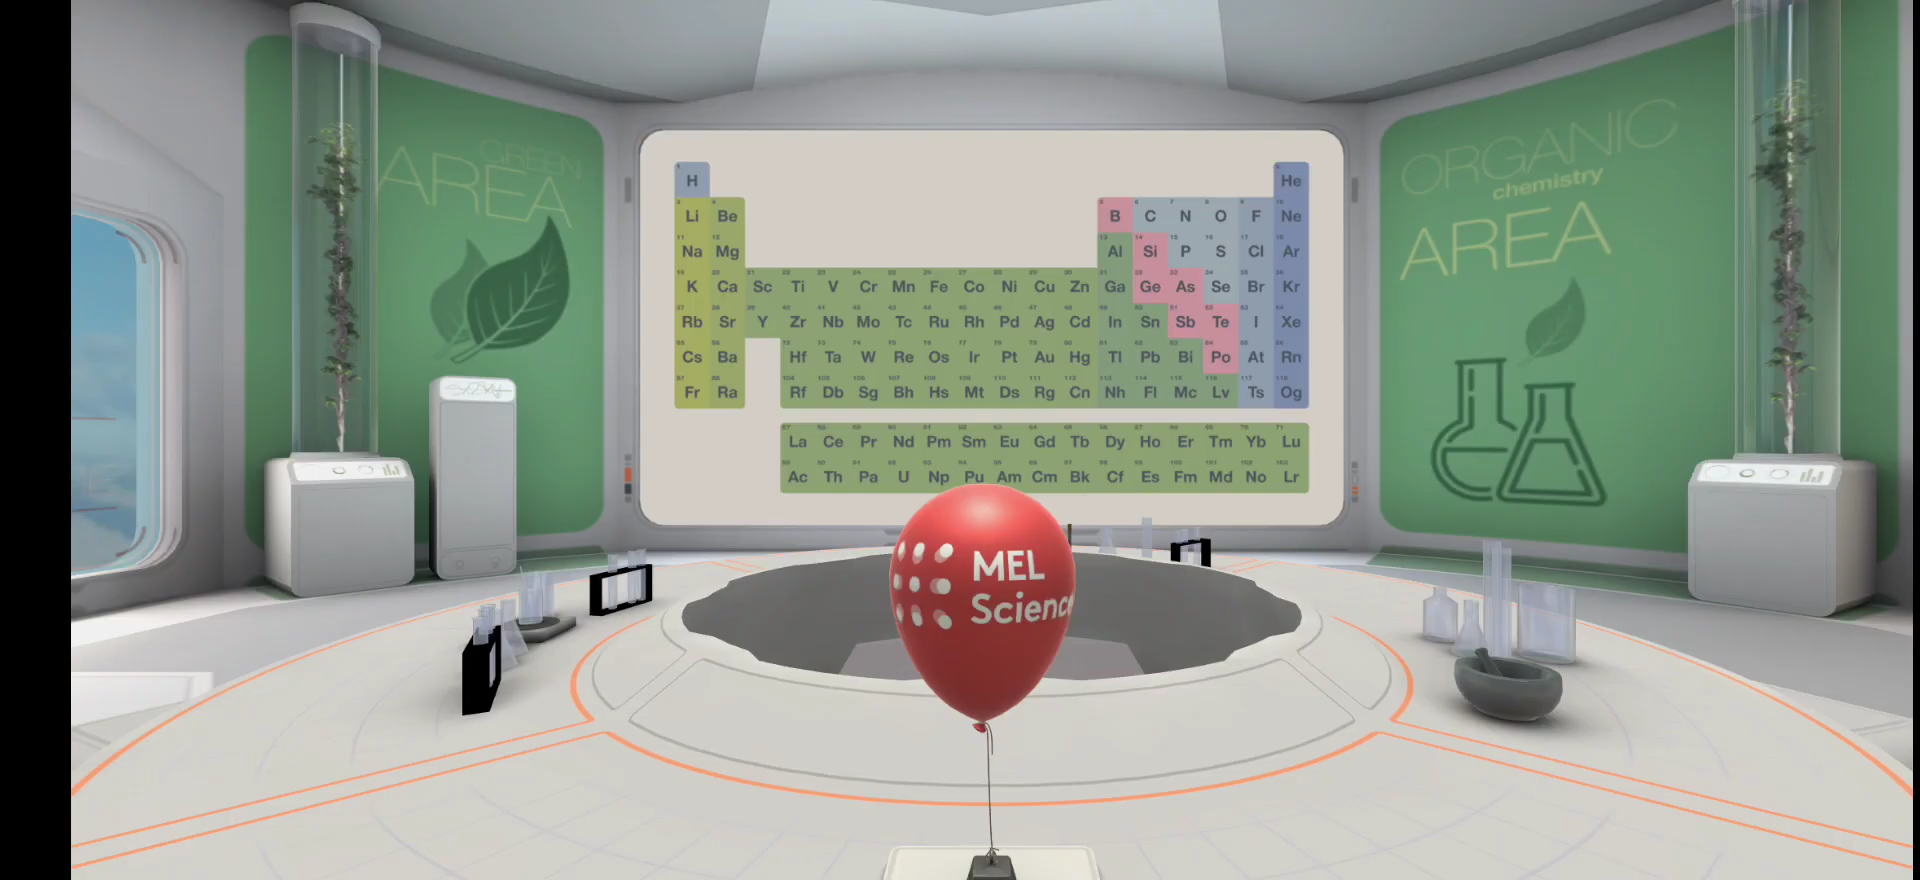 GREEN
AREA
ORGANIC
chemistry
AREA
H He
Li Be B C N O F Ne
Na Mg Al Si P S Cl Ar
K Ca Sc Ti V Cr Mn Fe Co Ni Cu Zn Ga Ge As Se Br Kr
Rb Sr Y Zr Nb Mo Tc Ru Rh Pd Ag Cd In Sn Sb Te I Xe
Cs Ba Hf Ta W Re Os Ir Pt Au Hg Tl Pb Bi Po At Rn
Fr Ra Rf Db Sg Bh Hs Mt Ds Rg Cn Nh Fl Mc Lv Ts Og
La Ce Pr Nd Pm Sm Eu Gd Tb Dy Ho Er Tm Yb Lu
Ac Th Pa U Np Pu Am Cm Bk Cf Es Fm Md No Lr
MEL
Scienc